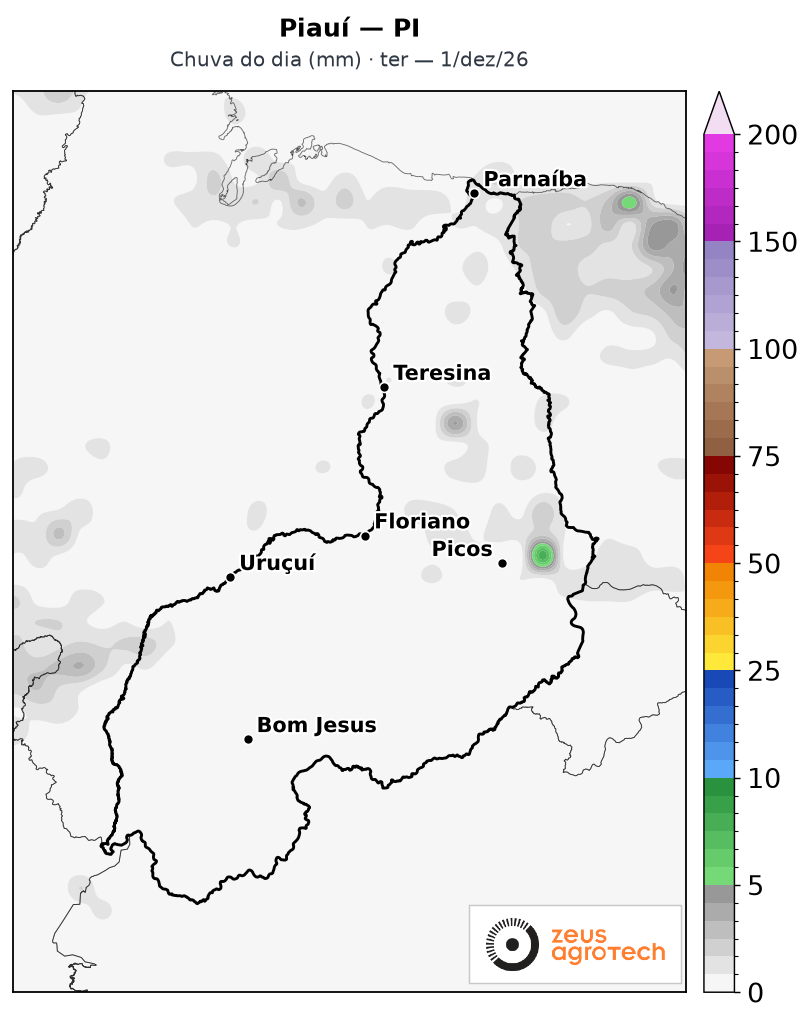 Piauí — PI
Chuva do dia (mm) · ter — 1/dez/26
Parnaíba
Teresina
Floriano
Picos
Uruçuí
Bom Jesus
200
150
100
75
50
25
10
5
0
zeus
agrotech